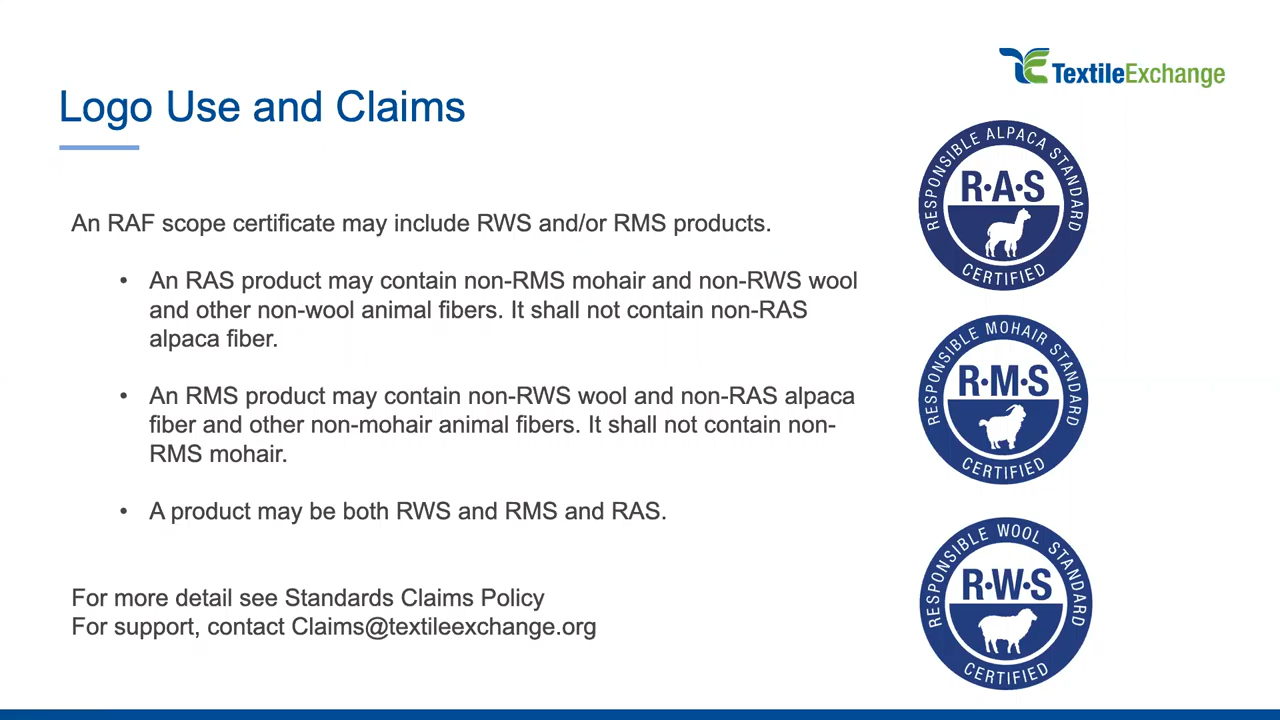 TextileExchange
Logo Use and Claims
An RAF scope certificate may include RWS and/or RMS products.
• An RAS product may contain non-RMS mohair and non-RWS wool
and other non-wool animal fibers. It shall not contain non-RAS
alpaca fiber.
• An RMS product may contain non-RWS wool and non-RAS alpaca
fiber and other non-mohair animal fibers. It shall not contain non-
RMS mohair.
• A product may be both RWS and RMS and RAS.
For more detail see Standards Claims Policy
For support, contact Claims@textileexchange.org
RESPONSIBLE ALPACA STANDARD
R·A·S
CERTIFIED
RESPONSIBLE MOHAIR STANDARD
R·M·S
CERTIFIED
RESPONSIBLE WOOL STANDARD
R·W·S
CERTIFIED